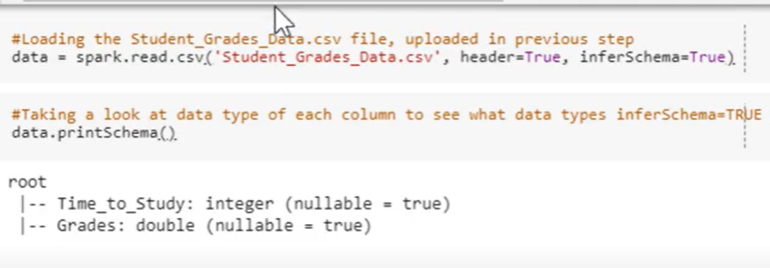 #Loading the Student_Grades_Data.csv file, uploaded in previous step
data = spark.read.csv('Student_Grades_Data.csv', header=True, inferSchema=True)
#Taking a look at data type of each column to see what data types inferSchema=TRUE
data.printSchema()
root
|-- Time_to_Study: integer (nullable = true)
|-- Grades: double (nullable = true)